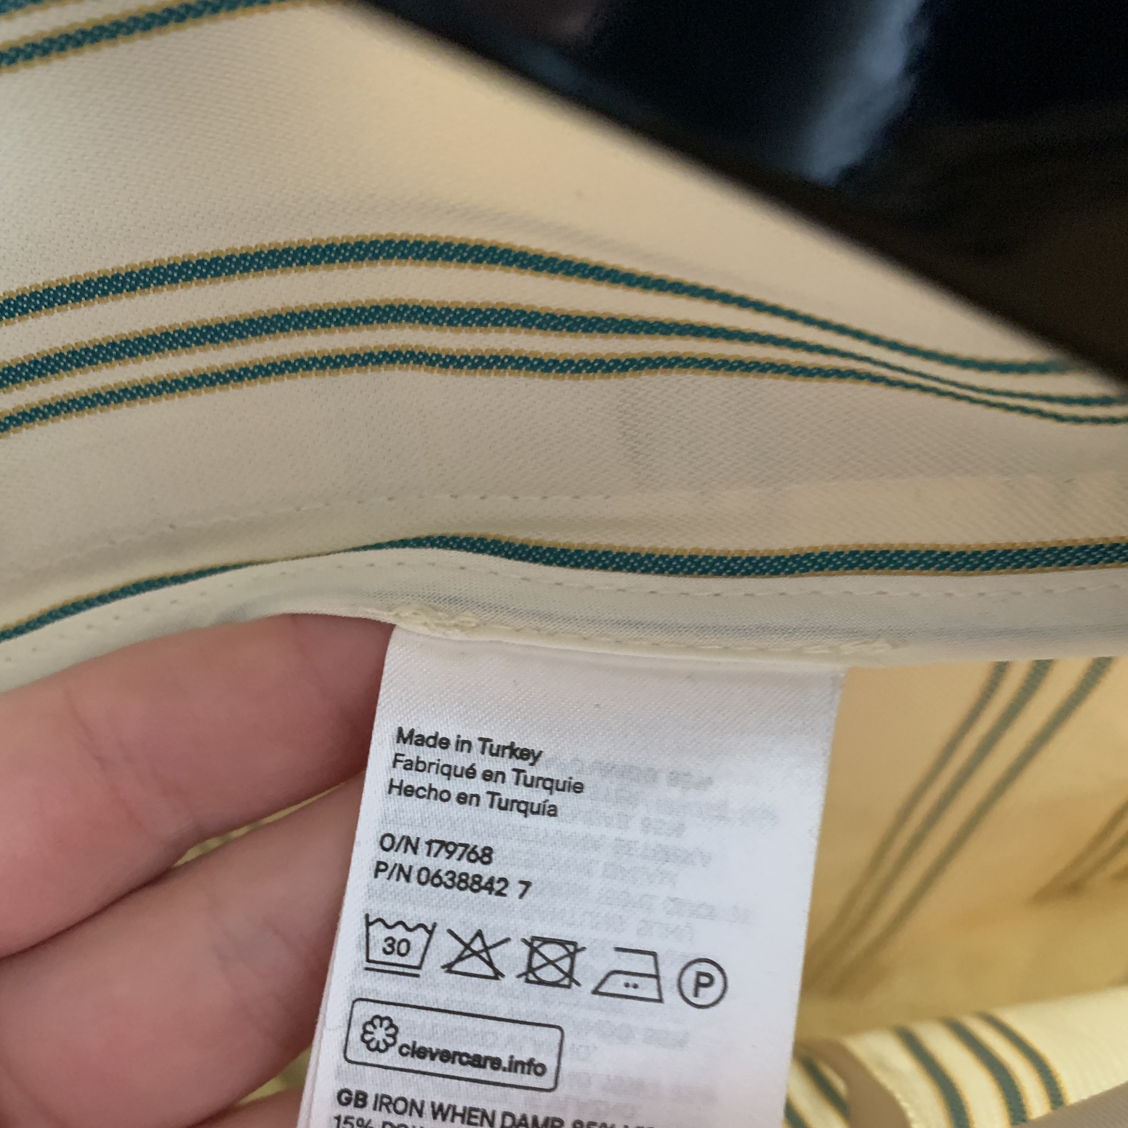 Made in Turkey
Fabriqué en Turquie
Hecho en Turquía
O/N 179768
P/N 0638842 7
30
P
clevercare.info
GB IRON WHEN DAMP
15%